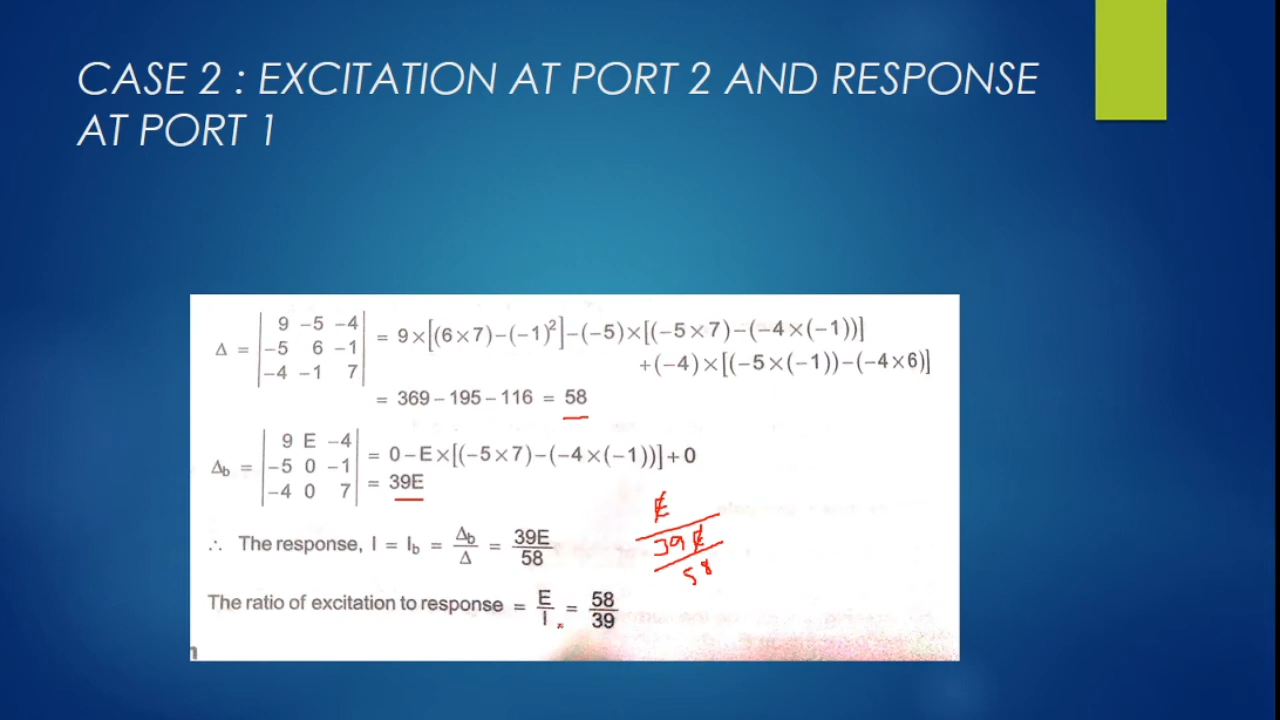 CASE 2 : EXCITATION AT PORT 2 AND RESPONSE
AT PORT 1
Δ = | 9 −5 −4 | = 9×[(6×7)−(−1)²]−(−5)×[(−5×7)−(−4×(−1))]
| −5 6 −1 |
| −4 −1 7 | +(−4)×[(−5×(−1))−(−4×6)]
= 369 − 195 − 116 = 58
Δb = | 9 E −4 | = 0−E×[(−5×7)−(−4×(−1))]+0
| −5 0 −1 |
| −4 0 7 | = 39E
∴ The response, I = Ib = Δb/Δ = 39E/58
E
39E
58
The ratio of excitation to response = E/I = 58/39